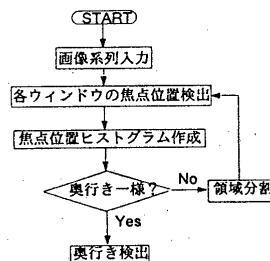 START
画像系列入力
各ウィンドウの焦点位置検出
焦点位置ヒストグラム作成
奥行き一様?
No
領域分割
Yes
奥行き検出